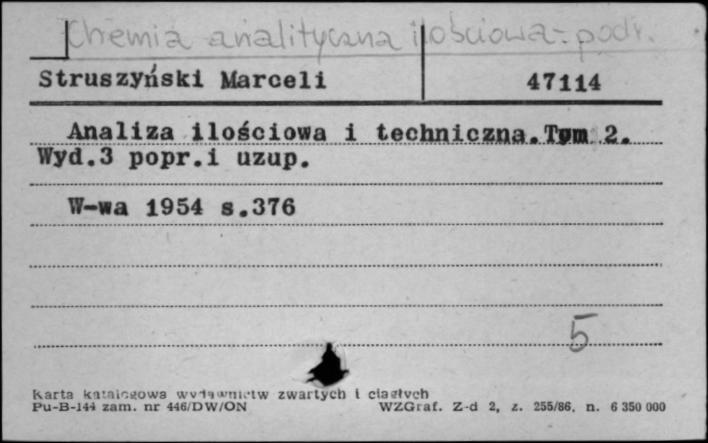 Chemia analityczna ilościowa - podr.
Struszyński Marceli 47114
Analiza ilościowa i techniczna.Tom 2.
Wyd.3 popr.i uzup.
W-wa 1954 s.376
5
Karta katalogowa wydawnictw zwartych i ciągłych
Pu-B-144 zam. nr 446/DW/ON WZGraf. Z-d 2, z. 255/86, n. 6 350 000